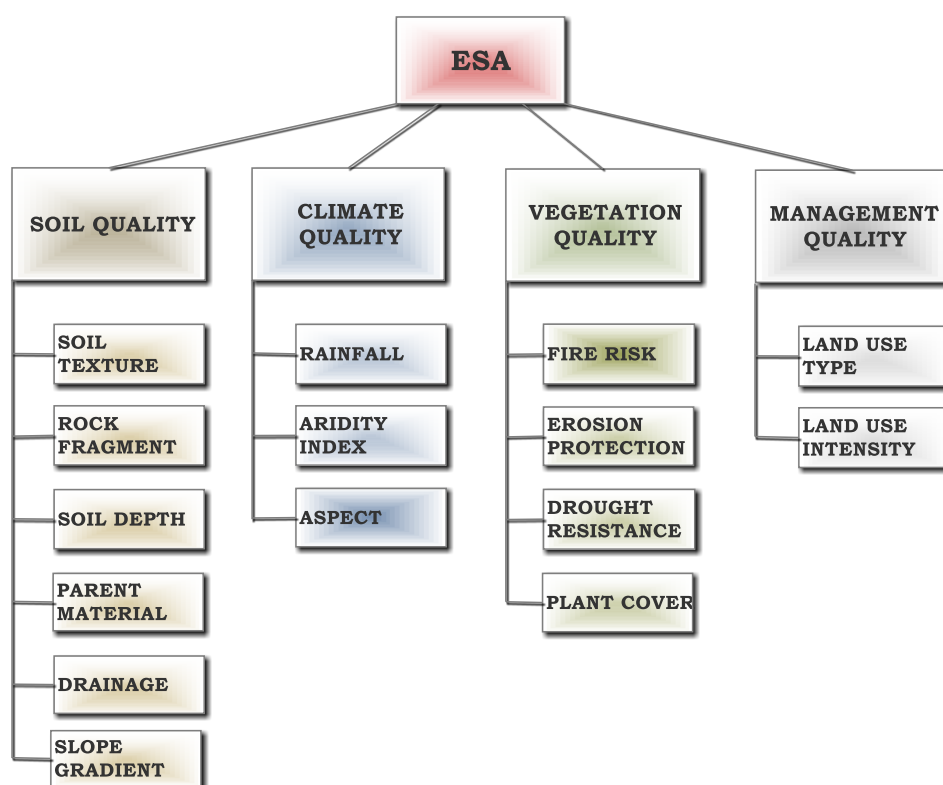 ESA
SOIL QUALITY
CLIMATE
QUALITY
VEGETATION
QUALITY
MANAGEMENT
QUALITY
SOIL
TEXTURE
ROCK
FRAGMENT
SOIL DEPTH
PARENT
MATERIAL
DRAINAGE
SLOPE
GRADIENT
RAINFALL
ARIDITY
INDEX
ASPECT
FIRE RISK
EROSION
PROTECTION
DROUGHT
RESISTANCE
PLANT COVER
LAND USE
TYPE
LAND USE
INTENSITY